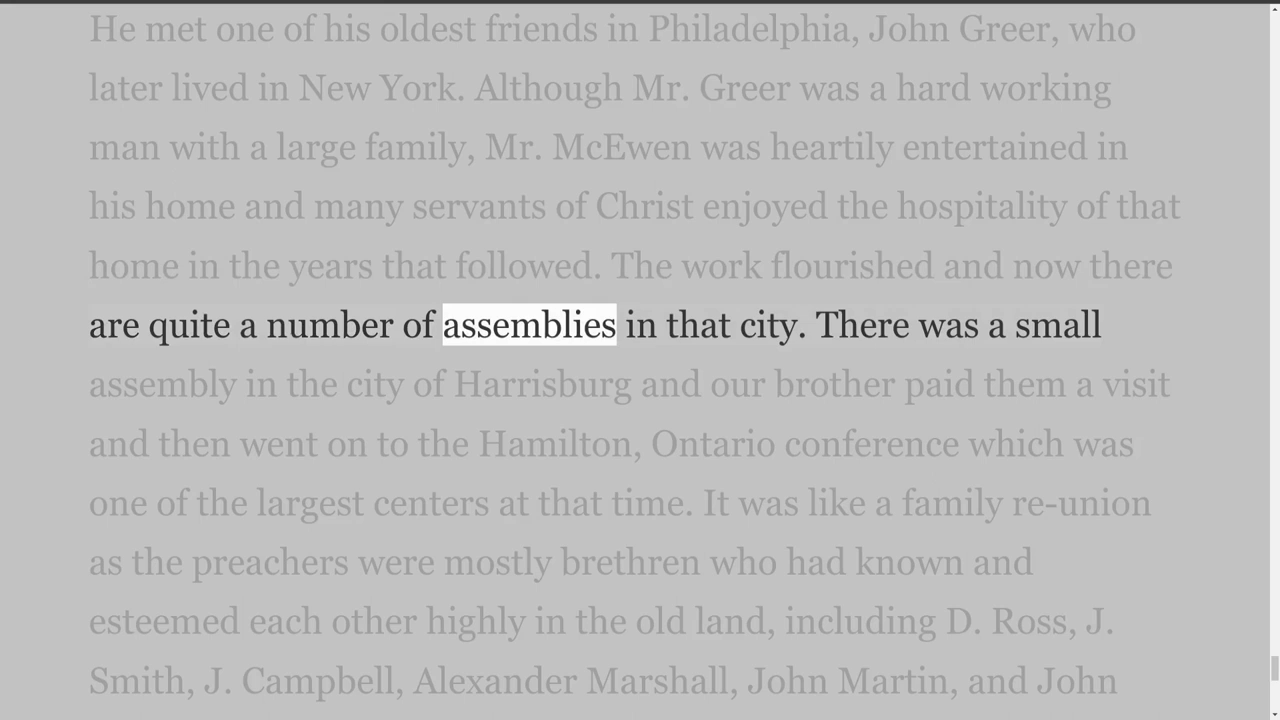 He met one of his oldest friends in Philadelphia, John Greer, who
later lived in New York. Although Mr. Greer was a hard working
man with a large family, Mr. McEwen was heartily entertained in
his home and many servants of Christ enjoyed the hospitality of that
home in the years that followed. The work flourished and now there
are quite a number of assemblies in that city. There was a small
assembly in the city of Harrisburg and our brother paid them a visit
and then went on to the Hamilton, Ontario conference which was
one of the largest centers at that time. It was like a family re-union
as the preachers were mostly brethren who had known and
esteemed each other highly in the old land, including D. Ross, J.
Smith, J. Campbell, Alexander Marshall, John Martin, and John